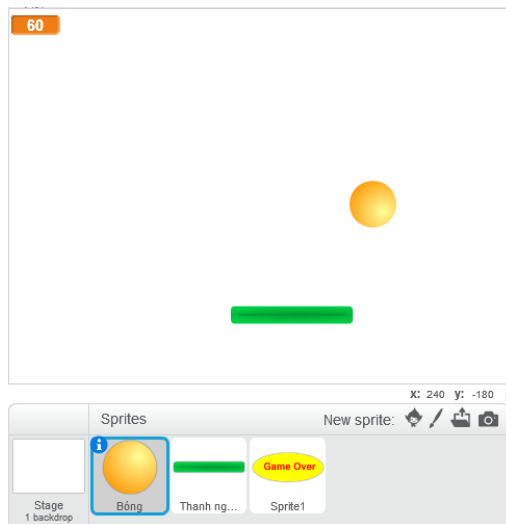 60
X: 240 y: -180
Sprites
New sprite:
Game Over
Stage
1 backdrop
Bóng
Thanh ng...
Sprite1